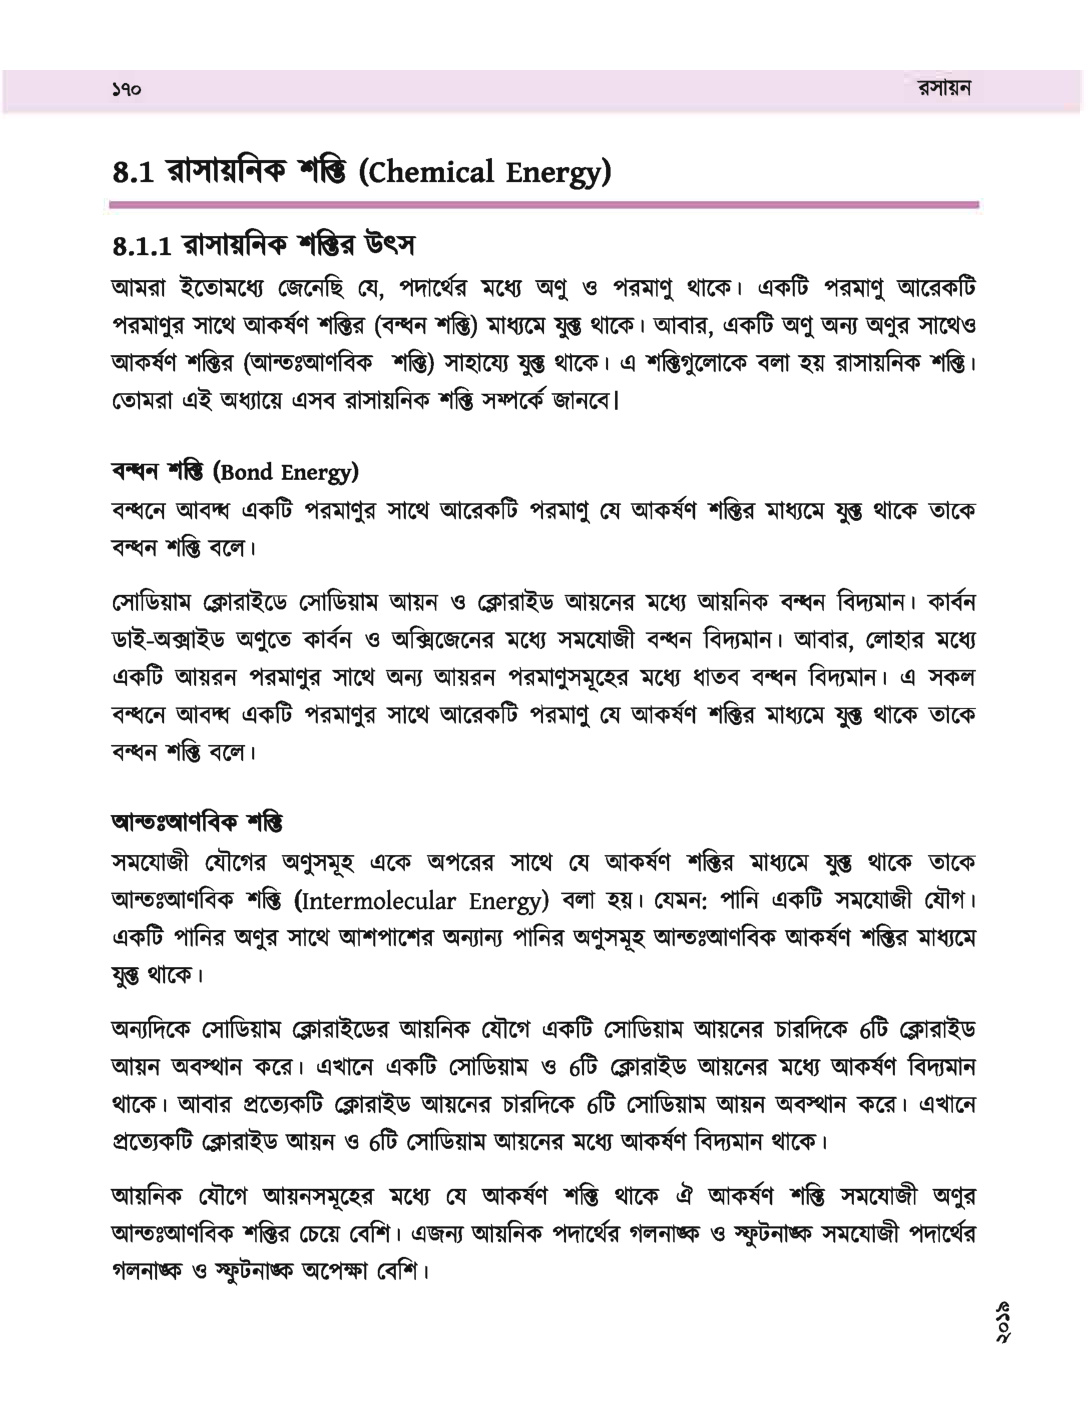 ১৭০ রসায়ন
8.1 রাসায়নিক শক্তি (Chemical Energy)
8.1.1 রাসায়নিক শক্তির উৎস
আমরা ইতোমধ্যে জেনেছি যে, পদার্থের মধ্যে অণু ও পরমাণু থাকে। একটি পরমাণু আরেকটি
পরমাণুর সাথে আকর্ষণ শক্তির (বন্ধন শক্তি) মাধ্যমে যুক্ত থাকে। আবার, একটি অণু অন্য অণুর সাথেও
আকর্ষণ শক্তির (আন্তঃআণবিক শক্তি) সাহায্যে যুক্ত থাকে। এ শক্তিগুলোকে বলা হয় রাসায়নিক শক্তি।
তোমরা এই অধ্যায়ে এসব রাসায়নিক শক্তি সম্পর্কে জানবে|
বন্ধন শক্তি (Bond Energy)
বন্ধনে আবদ্ধ একটি পরমাণুর সাথে আরেকটি পরমাণু যে আকর্ষণ শক্তির মাধ্যমে যুক্ত থাকে তাকে
বন্ধন শক্তি বলে।
সোডিয়াম ক্লোরাইডে সোডিয়াম আয়ন ও ক্লোরাইড আয়নের মধ্যে আয়নিক বন্ধন বিদ্যমান। কার্বন
ডাই-অক্সাইড অণুতে কার্বন ও অক্সিজেনের মধ্যে সমযোজী বন্ধন বিদ্যমান। আবার, লোহার মধ্যে
একটি আয়রন পরমাণুর সাথে অন্য আয়রন পরমাণুসমূহের মধ্যে ধাতব বন্ধন বিদ্যমান। এ সকল
বন্ধনে আবদ্ধ একটি পরমাণুর সাথে আরেকটি পরমাণু যে আকর্ষণ শক্তির মাধ্যমে যুক্ত থাকে তাকে
বন্ধন শক্তি বলে।
আন্তঃআণবিক শক্তি
সমযোজী যৌগের অণুসমূহ একে অপরের সাথে যে আকর্ষণ শক্তির মাধ্যমে যুক্ত থাকে তাকে
আন্তঃআণবিক শক্তি (Intermolecular Energy) বলা হয়। যেমন: পানি একটি সমযোজী যৌগ।
একটি পানির অণুর সাথে আশপাশের অন্যান্য পানির অণুসমূহ আন্তঃআণবিক আকর্ষণ শক্তির মাধ্যমে
যুক্ত থাকে।
অন্যদিকে সোডিয়াম ক্লোরাইডের আয়নিক যৌগে একটি সোডিয়াম আয়নের চারদিকে 6টি ক্লোরাইড
আয়ন অবস্থান করে। এখানে একটি সোডিয়াম ও 6টি ক্লোরাইড আয়নের মধ্যে আকর্ষণ বিদ্যমান
থাকে। আবার প্রত্যেকটি ক্লোরাইড আয়নের চারদিকে 6টি সোডিয়াম আয়ন অবস্থান করে। এখানে
প্রত্যেকটি ক্লোরাইড আয়ন ও 6টি সোডিয়াম আয়নের মধ্যে আকর্ষণ বিদ্যমান থাকে।
আয়নিক যৌগে আয়নসমূহের মধ্যে যে আকর্ষণ শক্তি থাকে ঐ আকর্ষণ শক্তি সমযোজী অণুর
আন্তঃআণবিক শক্তির চেয়ে বেশি। এজন্য আয়নিক পদার্থের গলনাঙ্ক ও স্ফুটনাঙ্ক সমযোজী পদার্থের
গলনাঙ্ক ও স্ফুটনাঙ্ক অপেক্ষা বেশি।
২০১৯